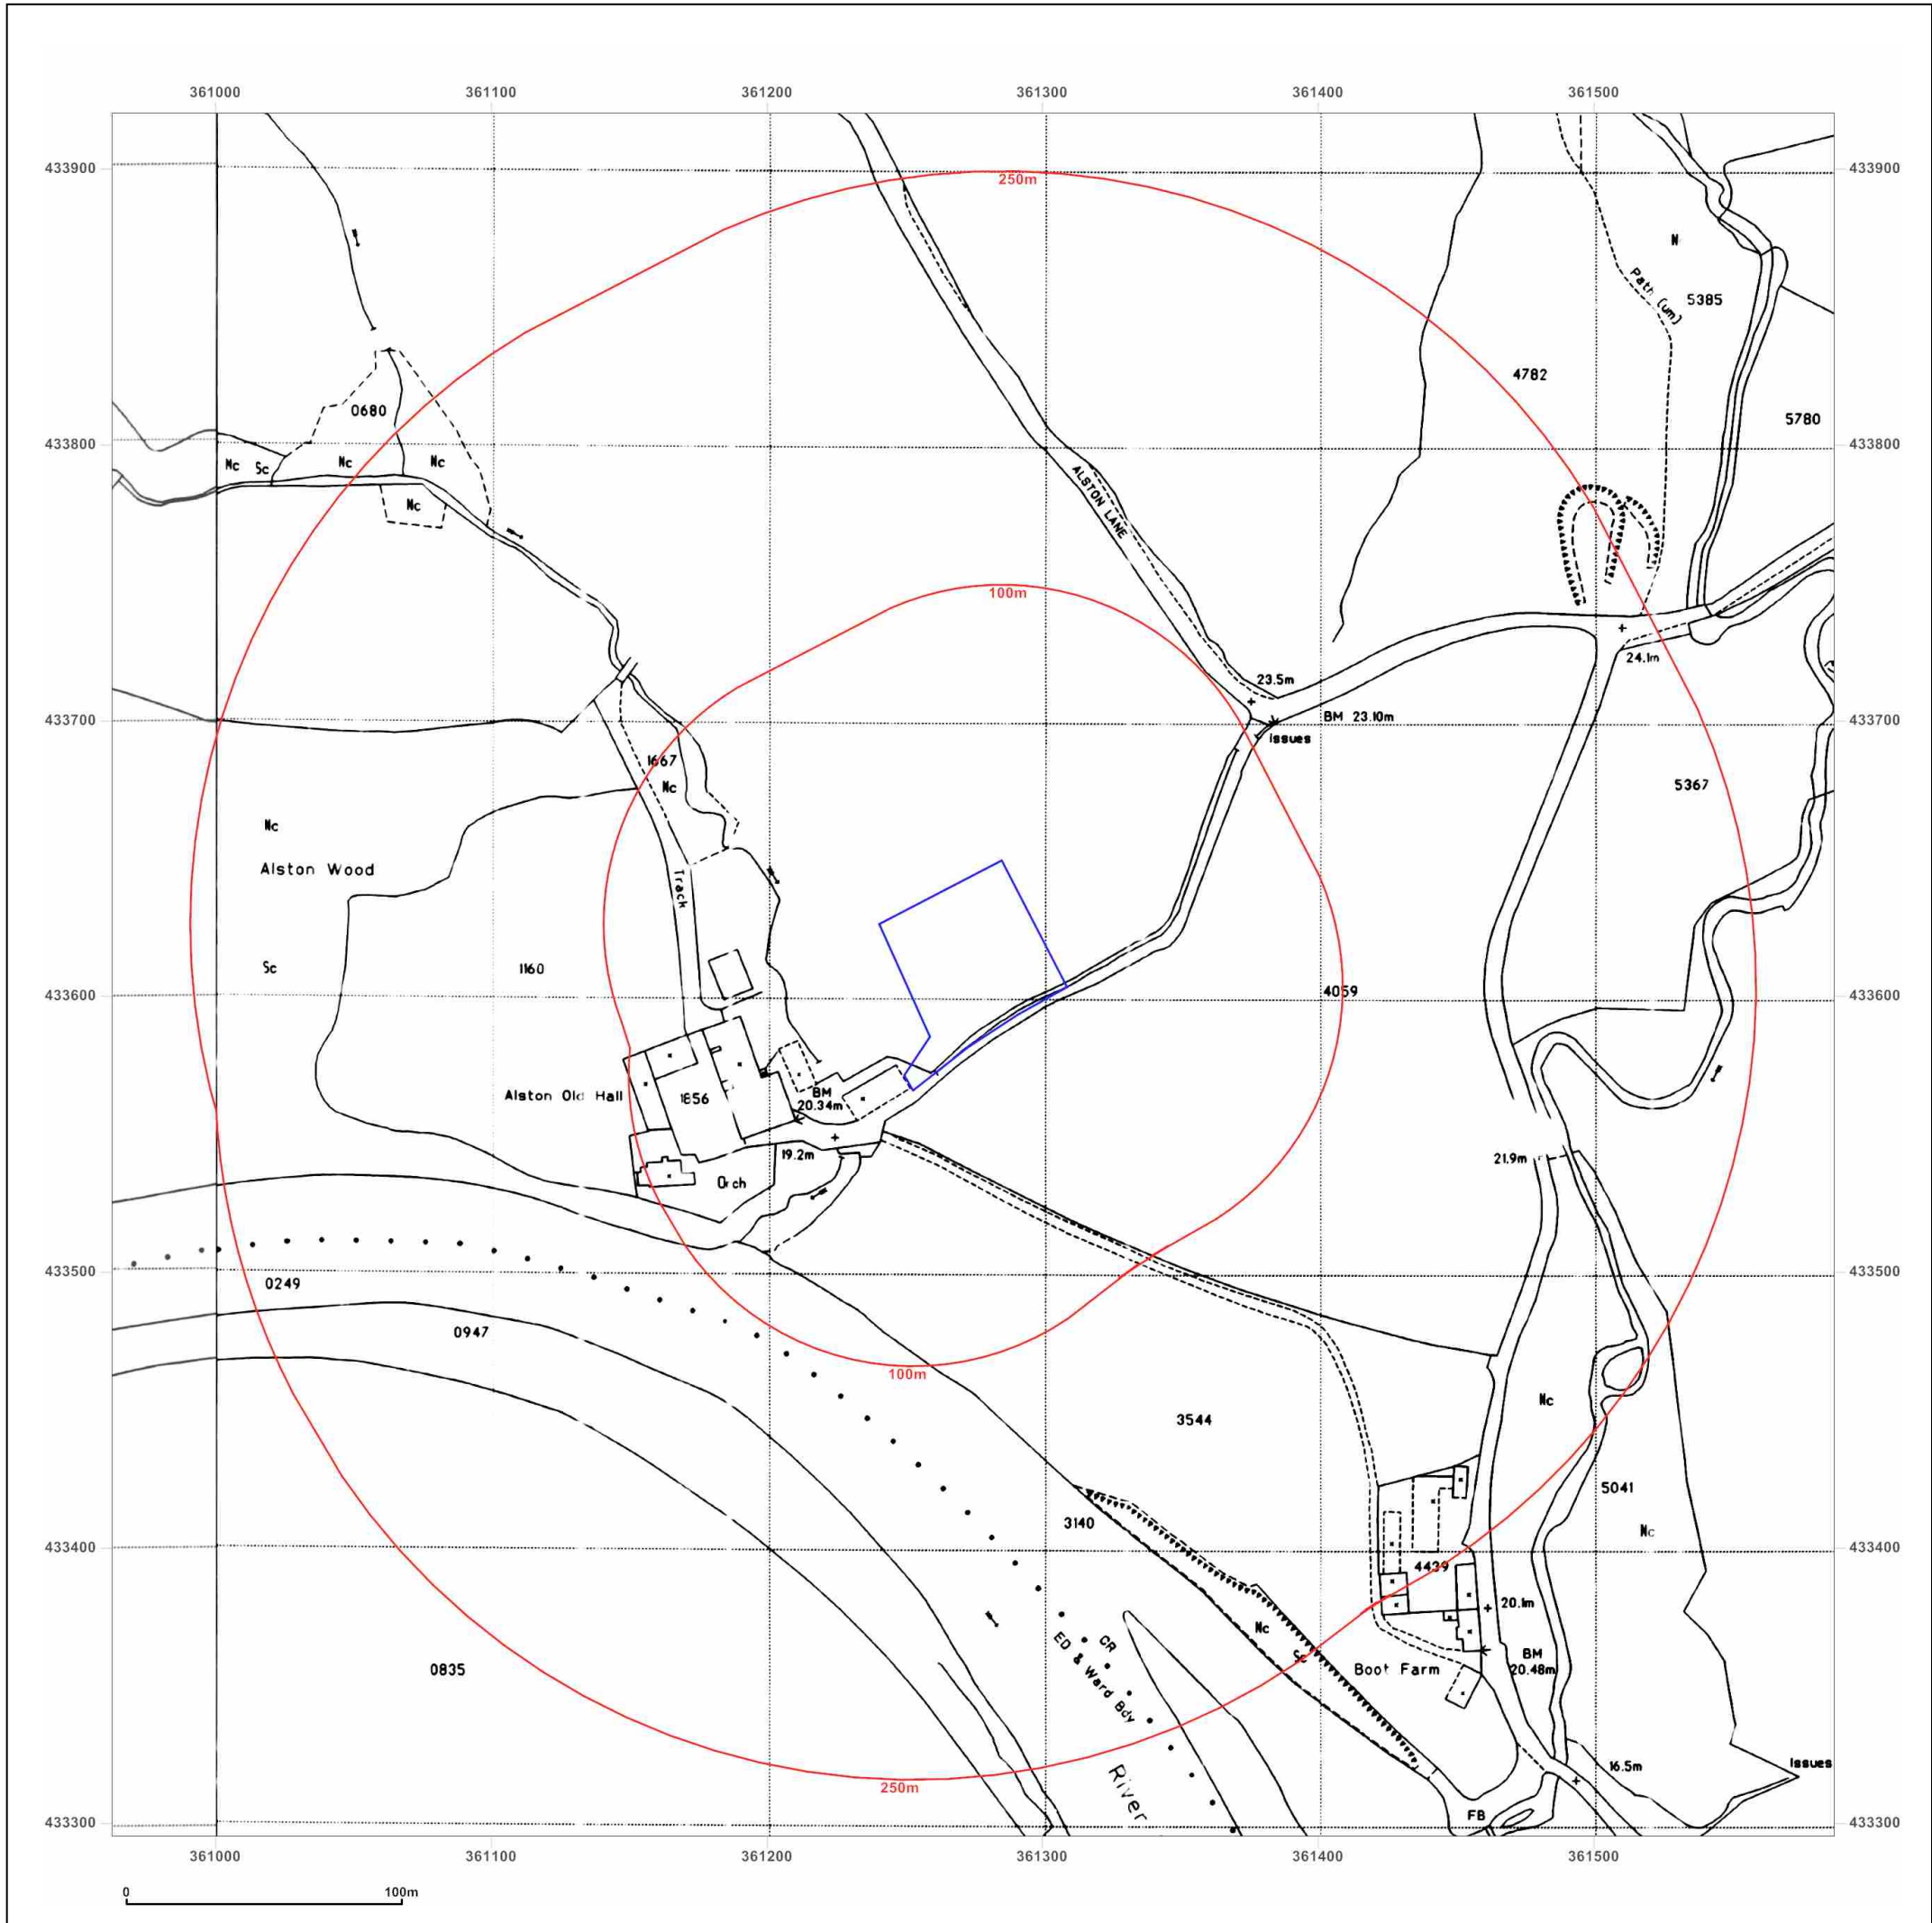 361000 361100 361200 361300 361400 361500
433900 433900
250m
Path (um)
5385
4782
0680
5780
433800 433800
Nc Sc Nc Nc
Nc
ALSTON LANE
100m
24.1m
23.5m
433700 BM 23.10m 433700
Issues
1667
Nc
5367
Nc
Alston Wood
Track
Sc 1160
433600 4059 433600
Alston Old Hall 1856 BM
20.34m
19.2m 21.9m
Orch
433500 433500
0249
0947
100m
3544
Nc
5041
3140
Nc
433400 433400
4439
20.1m
CR
ED & Ward Bdy
Nc
Sc
Boot Farm
BM
20.48m
0835
River
16.5m Issues
250m
FB
433300 433300
361000 361100 361200 361300 361400 361500
0 100m